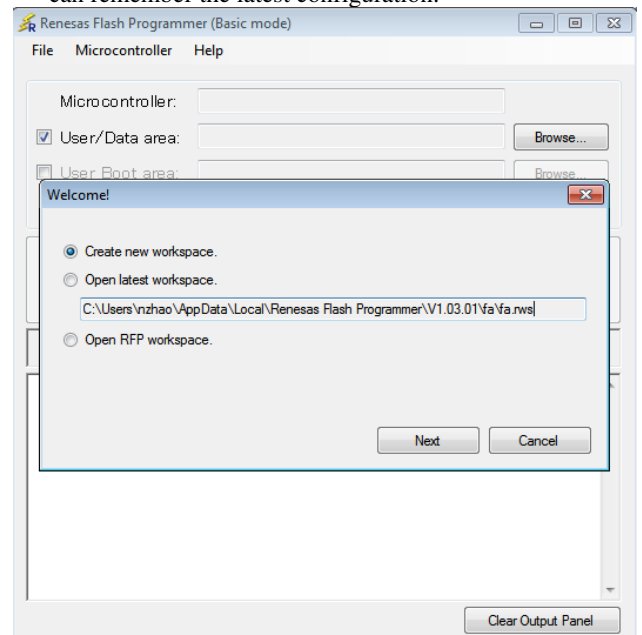 can remember the latest configuration.
Renesas Flash Programmer (Basic mode)
File Microcontroller Help
Microcontroller:
User/Data area: Browse...
User Boot area: Browse...
Welcome!
Create new workspace.
Open latest workspace.
C:\Users\nzhao\AppData\Local\Renesas Flash Programmer\V1.03.01\fa\fa.rws
Open RFP workspace.
Next Cancel
Clear Output Panel